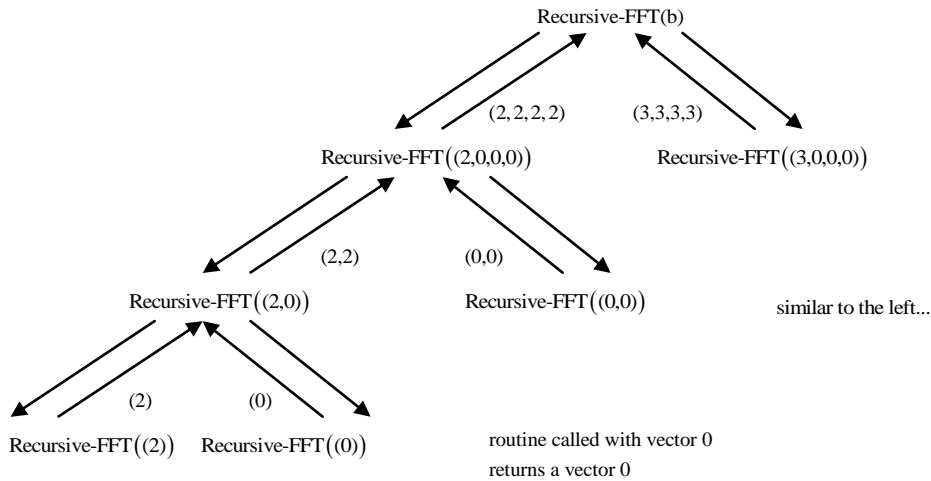 Recursive-FFT(b)
(2, 2, 2, 2)
(3,3,3,3)
Recursive-FFT((2,0,0,0))
Recursive-FFT((3,0,0,0))
(2,2)
(0,0)
Recursive-FFT((2,0))
Recursive-FFT((0,0))
similar to the left...
(2)
(0)
Recursive-FFT((2))
Recursive-FFT((0))
routine called with vector 0
returns a vector 0